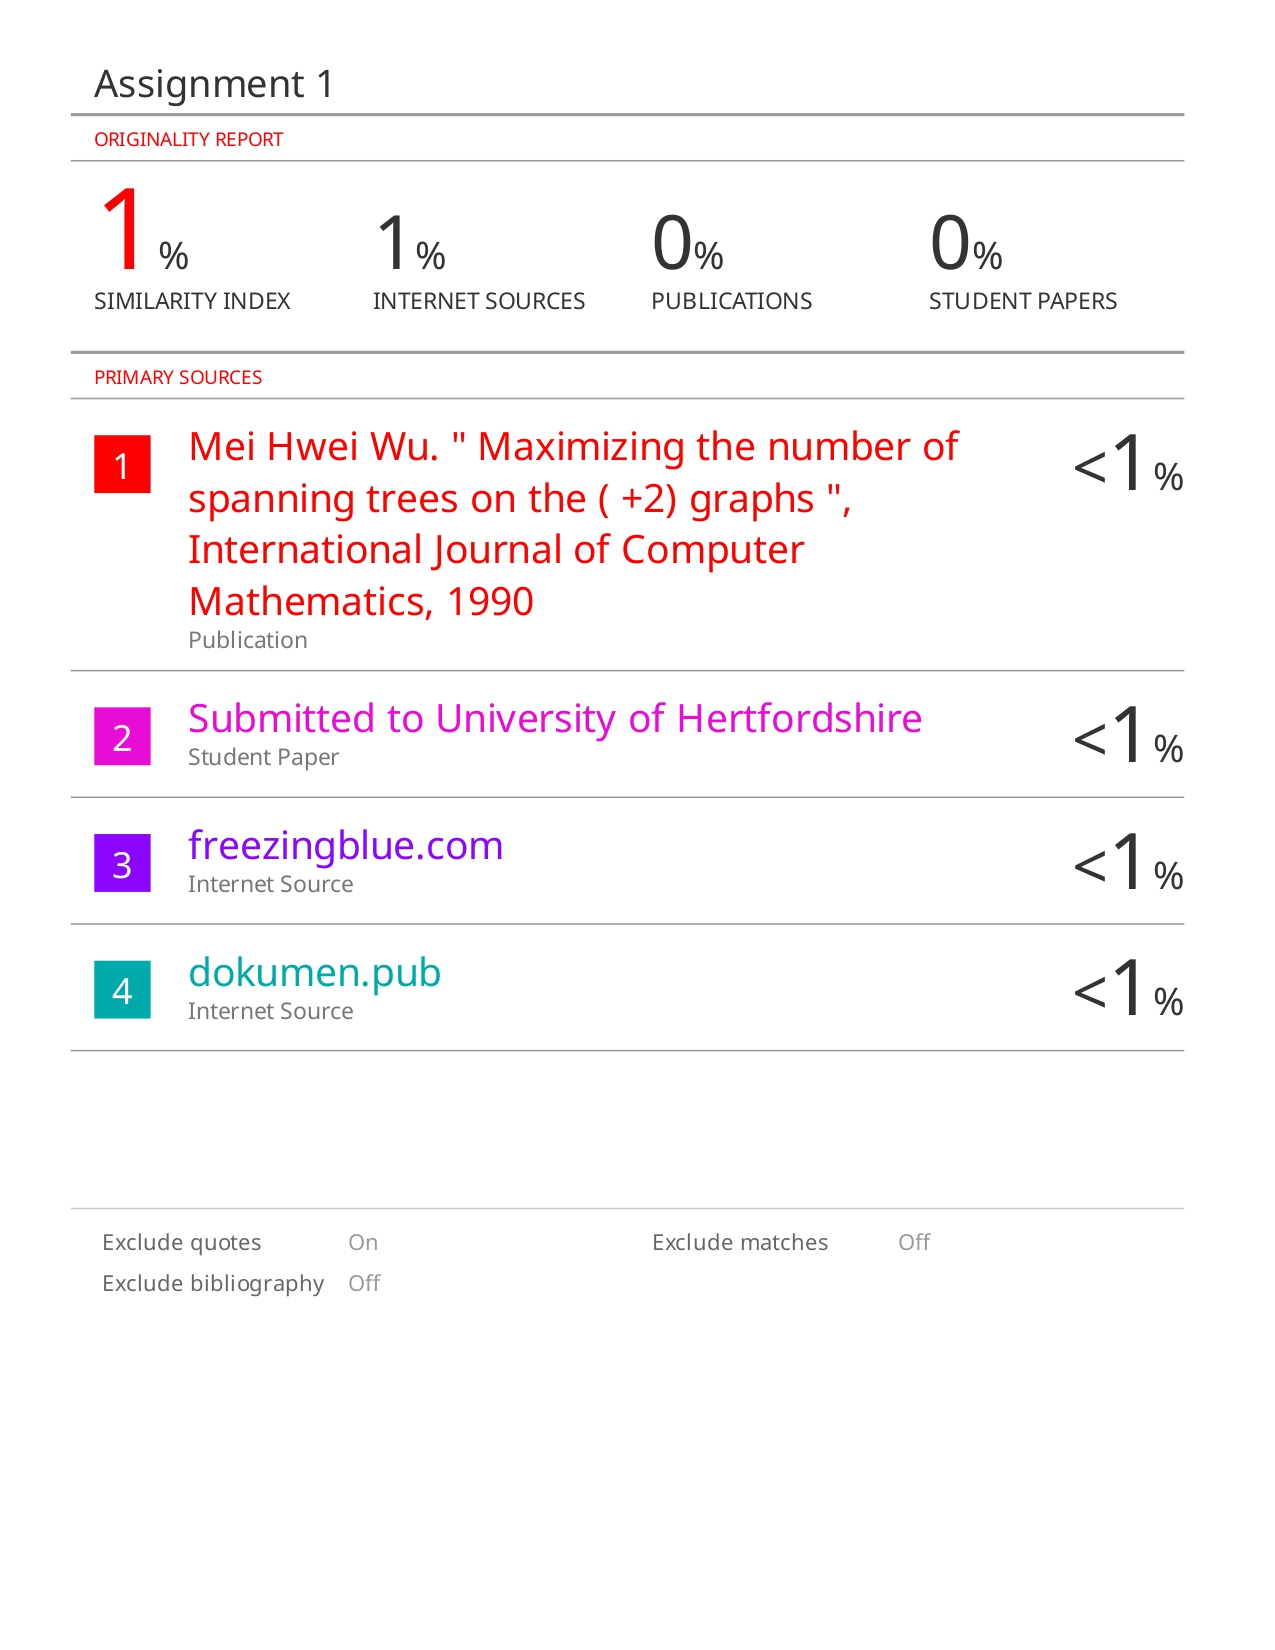 Assignment 1
ORIGINALITY REPORT
1% 1% 0% 0%
SIMILARITY INDEX INTERNET SOURCES PUBLICATIONS STUDENT PAPERS
PRIMARY SOURCES
1 Mei Hwei Wu. " Maximizing the number of <1%
spanning trees on the ( +2) graphs ",
International Journal of Computer
Mathematics, 1990
Publication
2 Submitted to University of Hertfordshire <1%
Student Paper
3 freezingblue.com <1%
Internet Source
4 dokumen.pub <1%
Internet Source
Exclude quotes On Exclude matches Off
Exclude bibliography Off